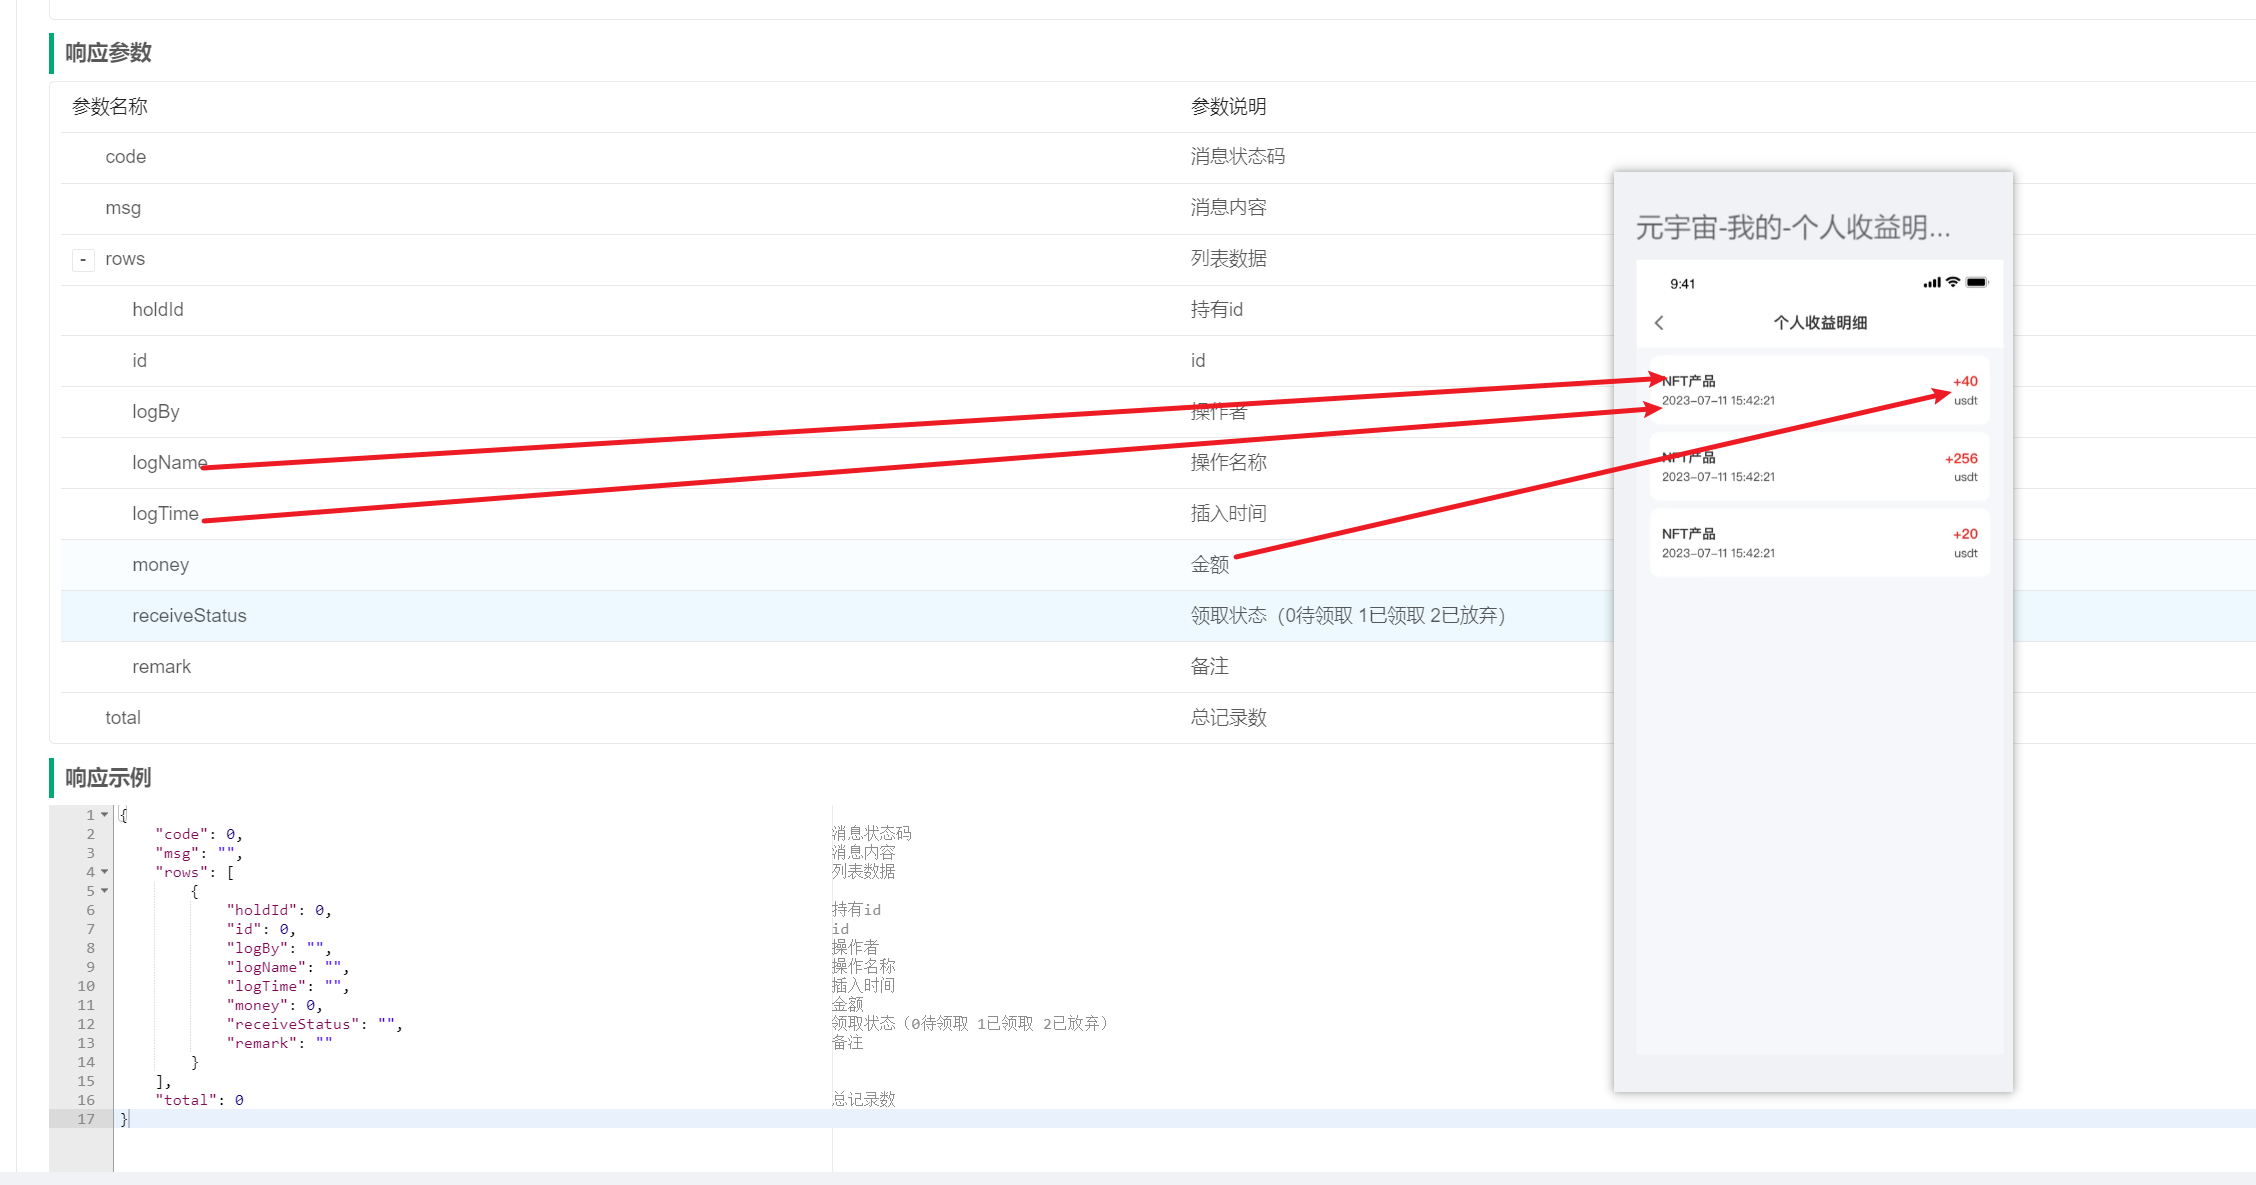 响应参数
参数名称 参数说明
code 消息状态码
msg 消息内容
- rows 列表数据
holdId 持有id
id id
logBy 操作者
logName 操作名称
logTime 插入时间
money 金额
receiveStatus 领取状态（0待领取 1已领取 2已放弃）
remark 备注
total 总记录数
元宇宙-我的-个人收益明...
9:41
个人收益明细
NFT产品 +40
2023-07-11 15:42:21 usdt
NFT产品 +256
2023-07-11 15:42:21 usdt
NFT产品 +20
2023-07-11 15:42:21 usdt
响应示例
1 {
2 "code": 0, 消息状态码
3 "msg": "", 消息内容
4 "rows": [ 列表数据
5 {
6 "holdId": 0, 持有id
7 "id": 0, id
8 "logBy": "", 操作者
9 "logName": "", 操作名称
10 "logTime": "", 插入时间
11 "money": 0, 金额
12 "receiveStatus": "", 领取状态（0待领取 1已领取 2已放弃）
13 "remark": "" 备注
14 }
15 ],
16 "total": 0 总记录数
17 }